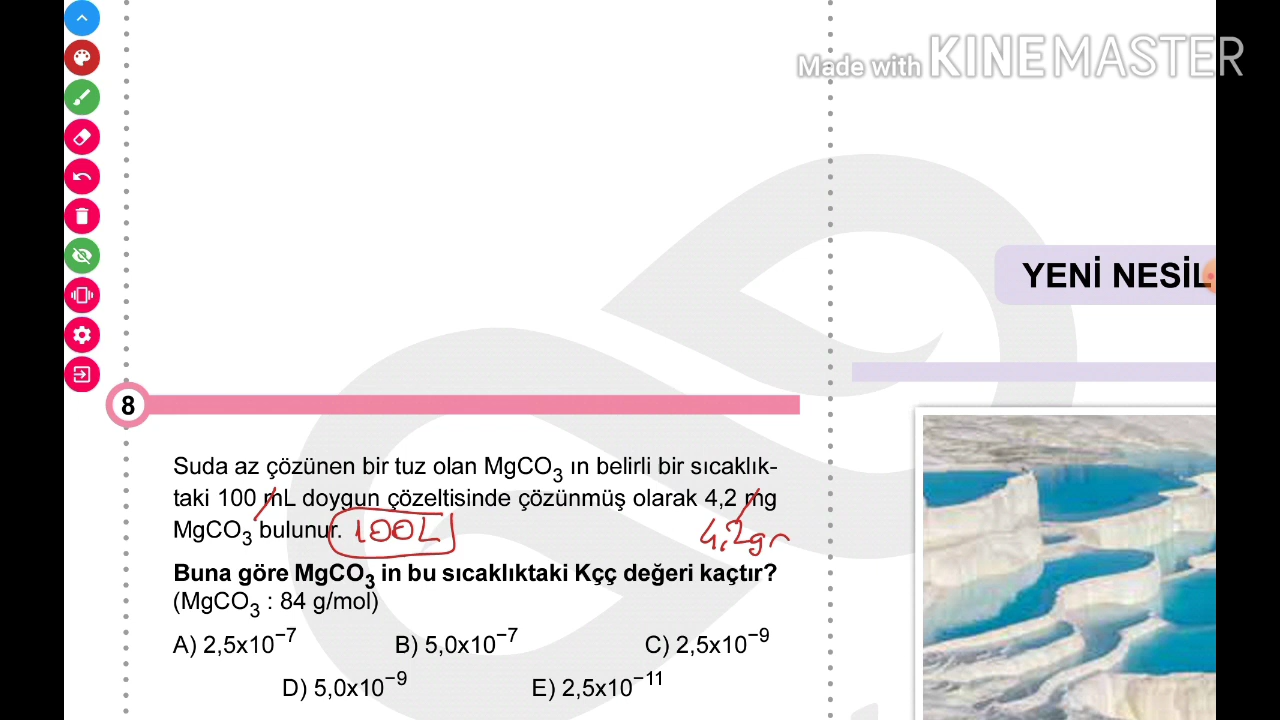 Made with KINEMASTER
YENİ NESİL
8
Suda az çözünen bir tuz olan MgCO₃ ın belirli bir sıcaklık-
taki 100 mL doygun çözeltisinde çözünmüş olarak 4,2 mg
MgCO₃ bulunur. 100L 4,2gr
Buna göre MgCO₃ in bu sıcaklıktaki Kçç değeri kaçtır?
(MgCO₃ : 84 g/mol)
A) 2,5x10⁻⁷ B) 5,0x10⁻⁷ C) 2,5x10⁻⁹
D) 5,0x10⁻⁹ E) 2,5x10⁻¹¹